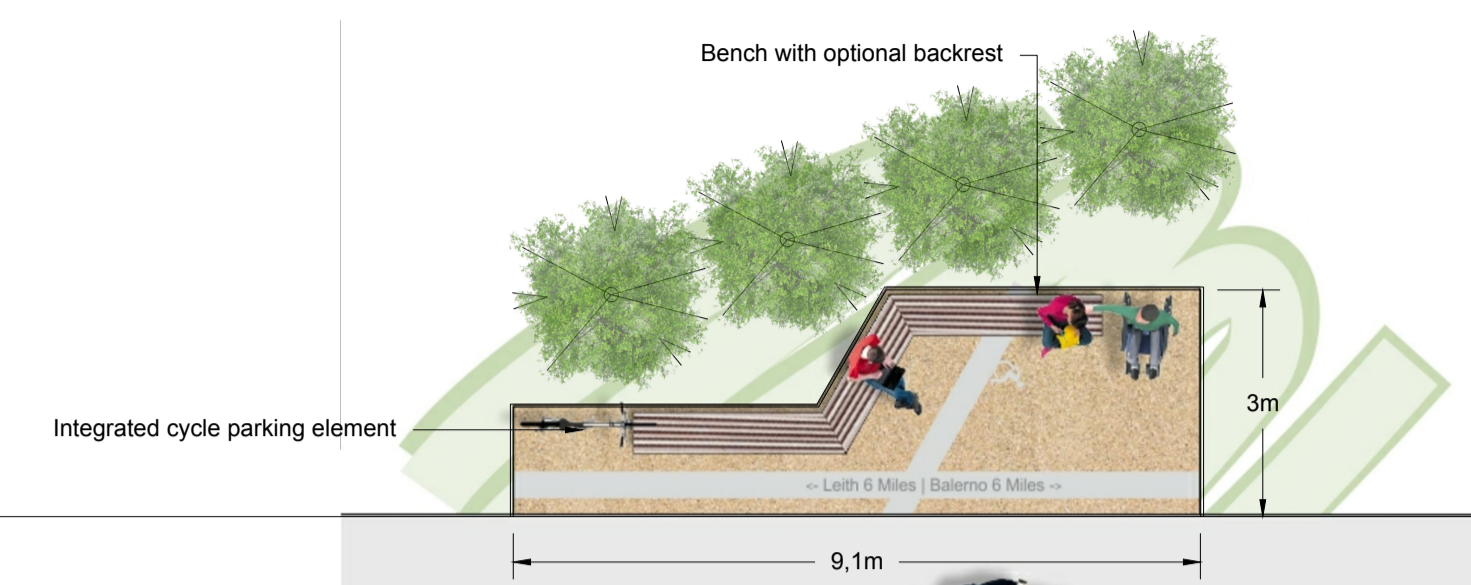 Bench with optional backrest
Integrated cycle parking element
3m
<- Leith 6 Miles | Balerno 6 Miles ->
9,1m